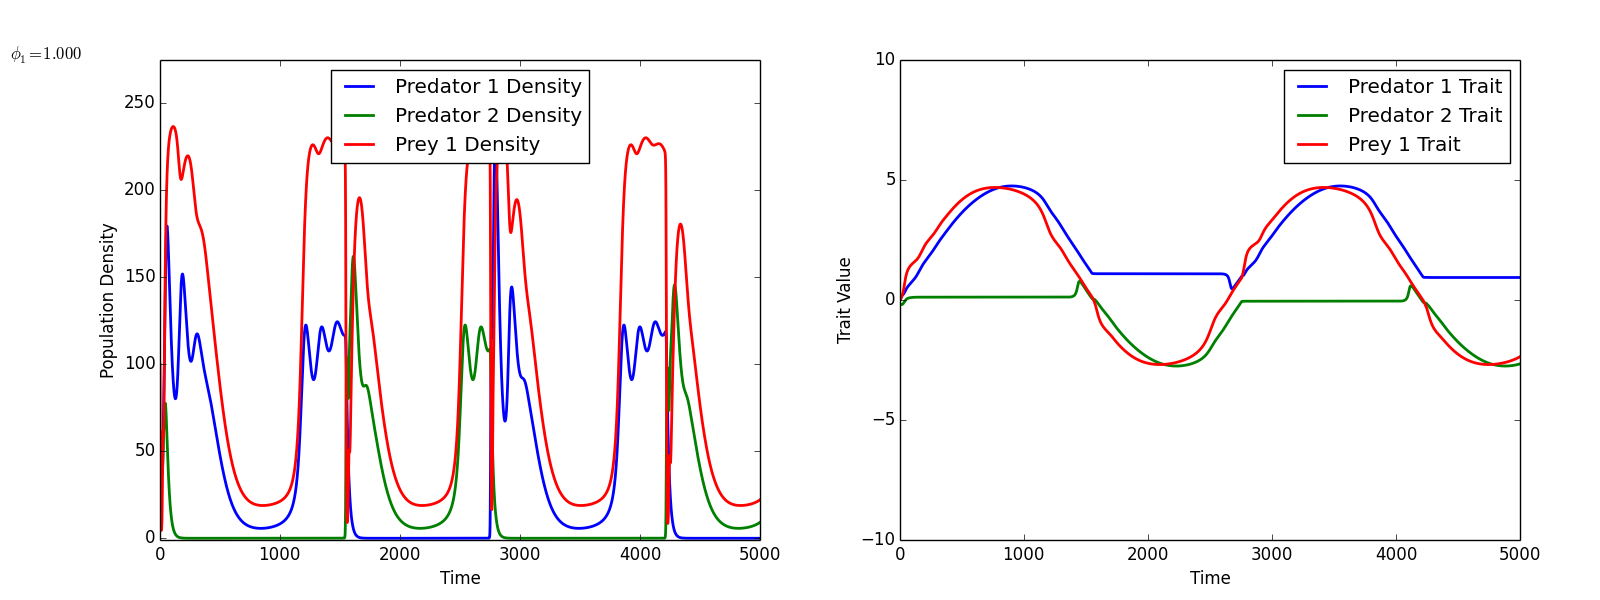 ϕ₁=1.000
250
200
150
100
50
0
Population Density
Predator 1 Density
Predator 2 Density
Prey 1 Density
0 1000 2000 3000 4000 5000
Time
10
5
0
−5
−10
Trait Value
Predator 1 Trait
Predator 2 Trait
Prey 1 Trait
0 1000 2000 3000 4000 5000
Time